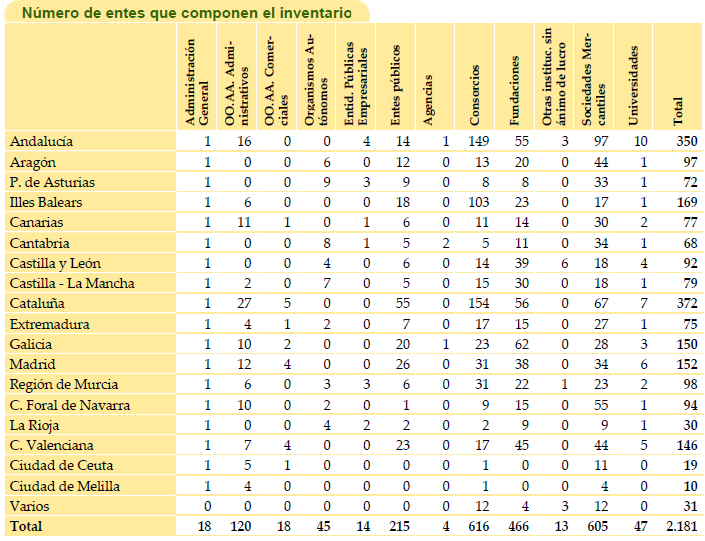 Número de entes que componen el inventario
Administración General OO.AA. Admi-nistrativos OO.AA. Comer-ciales Organismos Au-tónomos Entid. Públicas Empresariales Entes públicos Agencias Consorcios Fundaciones Otras instituc. sin ánimo de lucro Sociedades Mer-cantiles Universidades Total
Andalucía 1 16 0 0 4 14 1 149 55 3 97 10 350
Aragón 1 0 0 6 0 12 0 13 20 0 44 1 97
P. de Asturias 1 0 0 9 3 9 0 8 8 0 33 1 72
Illes Balears 1 6 0 0 0 18 0 103 23 0 17 1 169
Canarias 1 11 1 0 1 6 0 11 14 0 30 2 77
Cantabria 1 0 0 8 1 5 2 5 11 0 34 1 68
Castilla y León 1 0 0 4 0 6 0 14 39 6 18 4 92
Castilla - La Mancha 1 2 0 7 0 5 0 15 30 0 18 1 79
Cataluña 1 27 5 0 0 55 0 154 56 0 67 7 372
Extremadura 1 4 1 2 0 7 0 17 15 0 27 1 75
Galicia 1 10 2 0 0 20 1 23 62 0 28 3 150
Madrid 1 12 4 0 0 26 0 31 38 0 34 6 152
Región de Murcia 1 6 0 3 3 6 0 31 22 1 23 2 98
C. Foral de Navarra 1 10 0 2 0 1 0 9 15 0 55 1 94
La Rioja 1 0 0 4 2 2 0 2 9 0 9 1 30
C. Valenciana 1 7 4 0 0 23 0 17 45 0 44 5 146
Ciudad de Ceuta 1 5 1 0 0 0 0 1 0 0 11 0 19
Ciudad de Melilla 1 4 0 0 0 0 0 1 0 0 4 0 10
Varios 0 0 0 0 0 0 0 12 4 3 12 0 31
Total 18 120 18 45 14 215 4 616 466 13 605 47 2.181